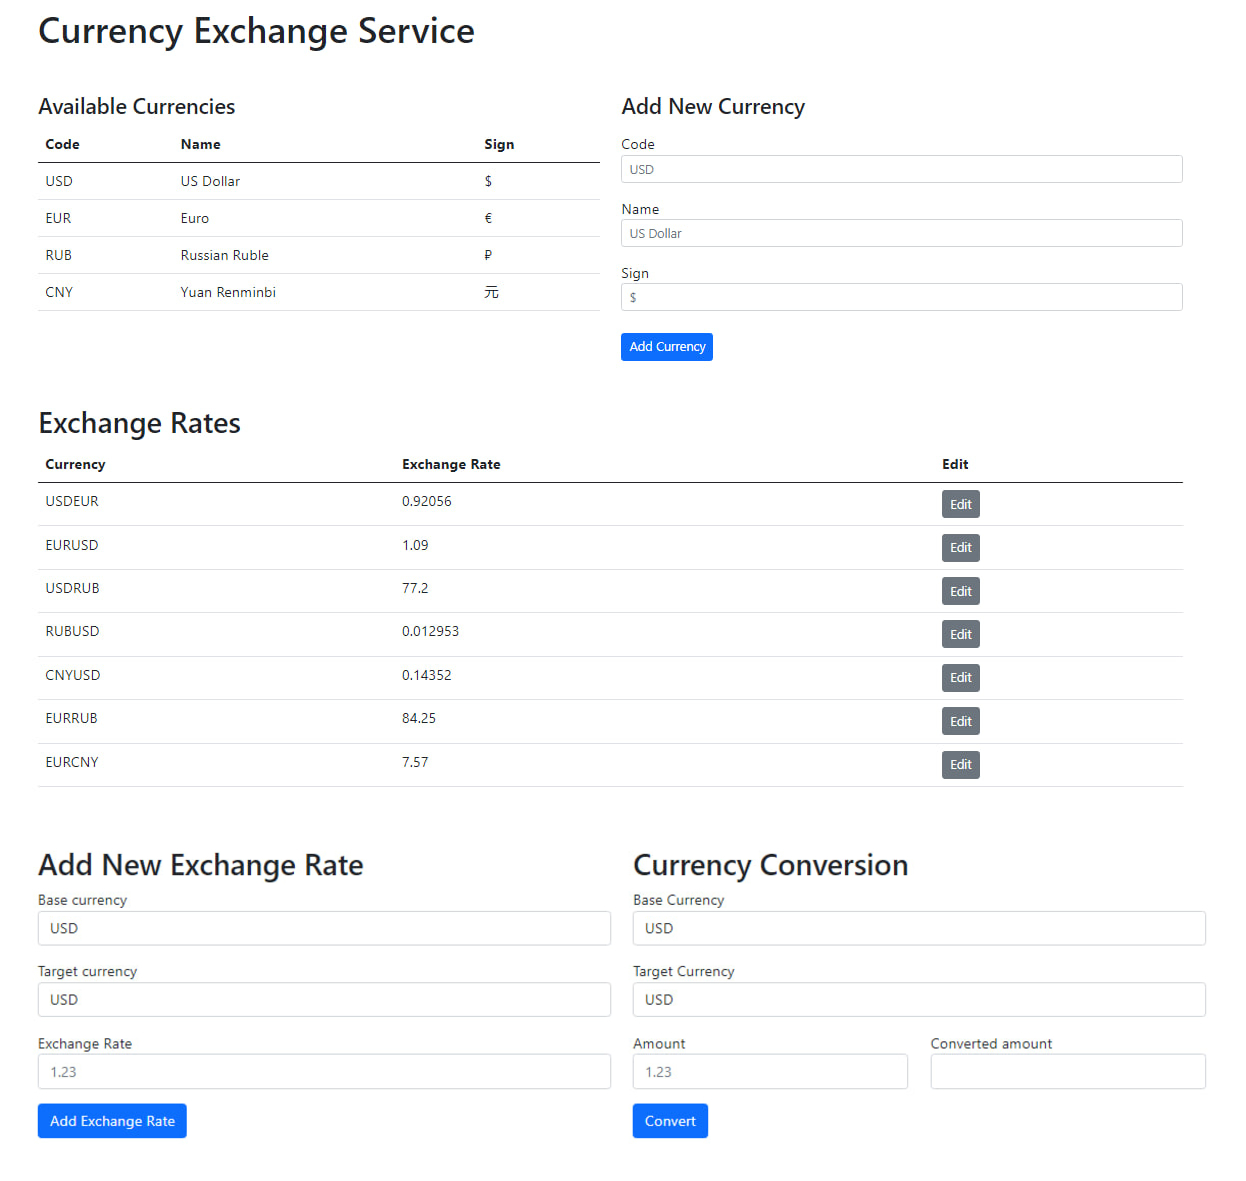 Currency Exchange Service
Available Currencies
Code Name Sign
USD US Dollar $
EUR Euro €
RUB Russian Ruble ₽
CNY Yuan Renminbi 元
Add New Currency
Code
USD
Name
US Dollar
Sign
$
Add Currency
Exchange Rates
Currency Exchange Rate Edit
USDEUR 0.92056 Edit
EURUSD 1.09 Edit
USDRUB 77.2 Edit
RUBUSD 0.012953 Edit
CNYUSD 0.14352 Edit
EURRUB 84.25 Edit
EURCNY 7.57 Edit
Add New Exchange Rate
Base currency
USD
Target currency
USD
Exchange Rate
1.23
Add Exchange Rate
Currency Conversion
Base Currency
USD
Target Currency
USD
Amount Converted amount
1.23
Convert